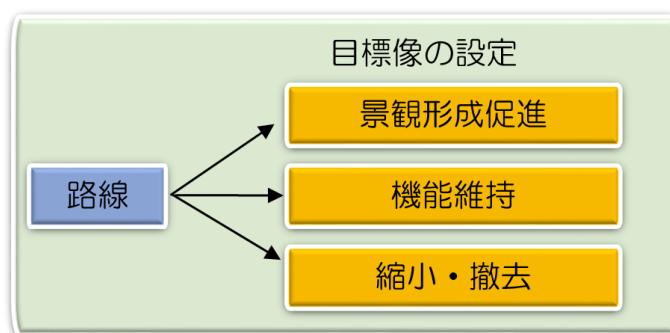 目標像の設定
景観形成促進
路線
機能維持
縮小・撤去